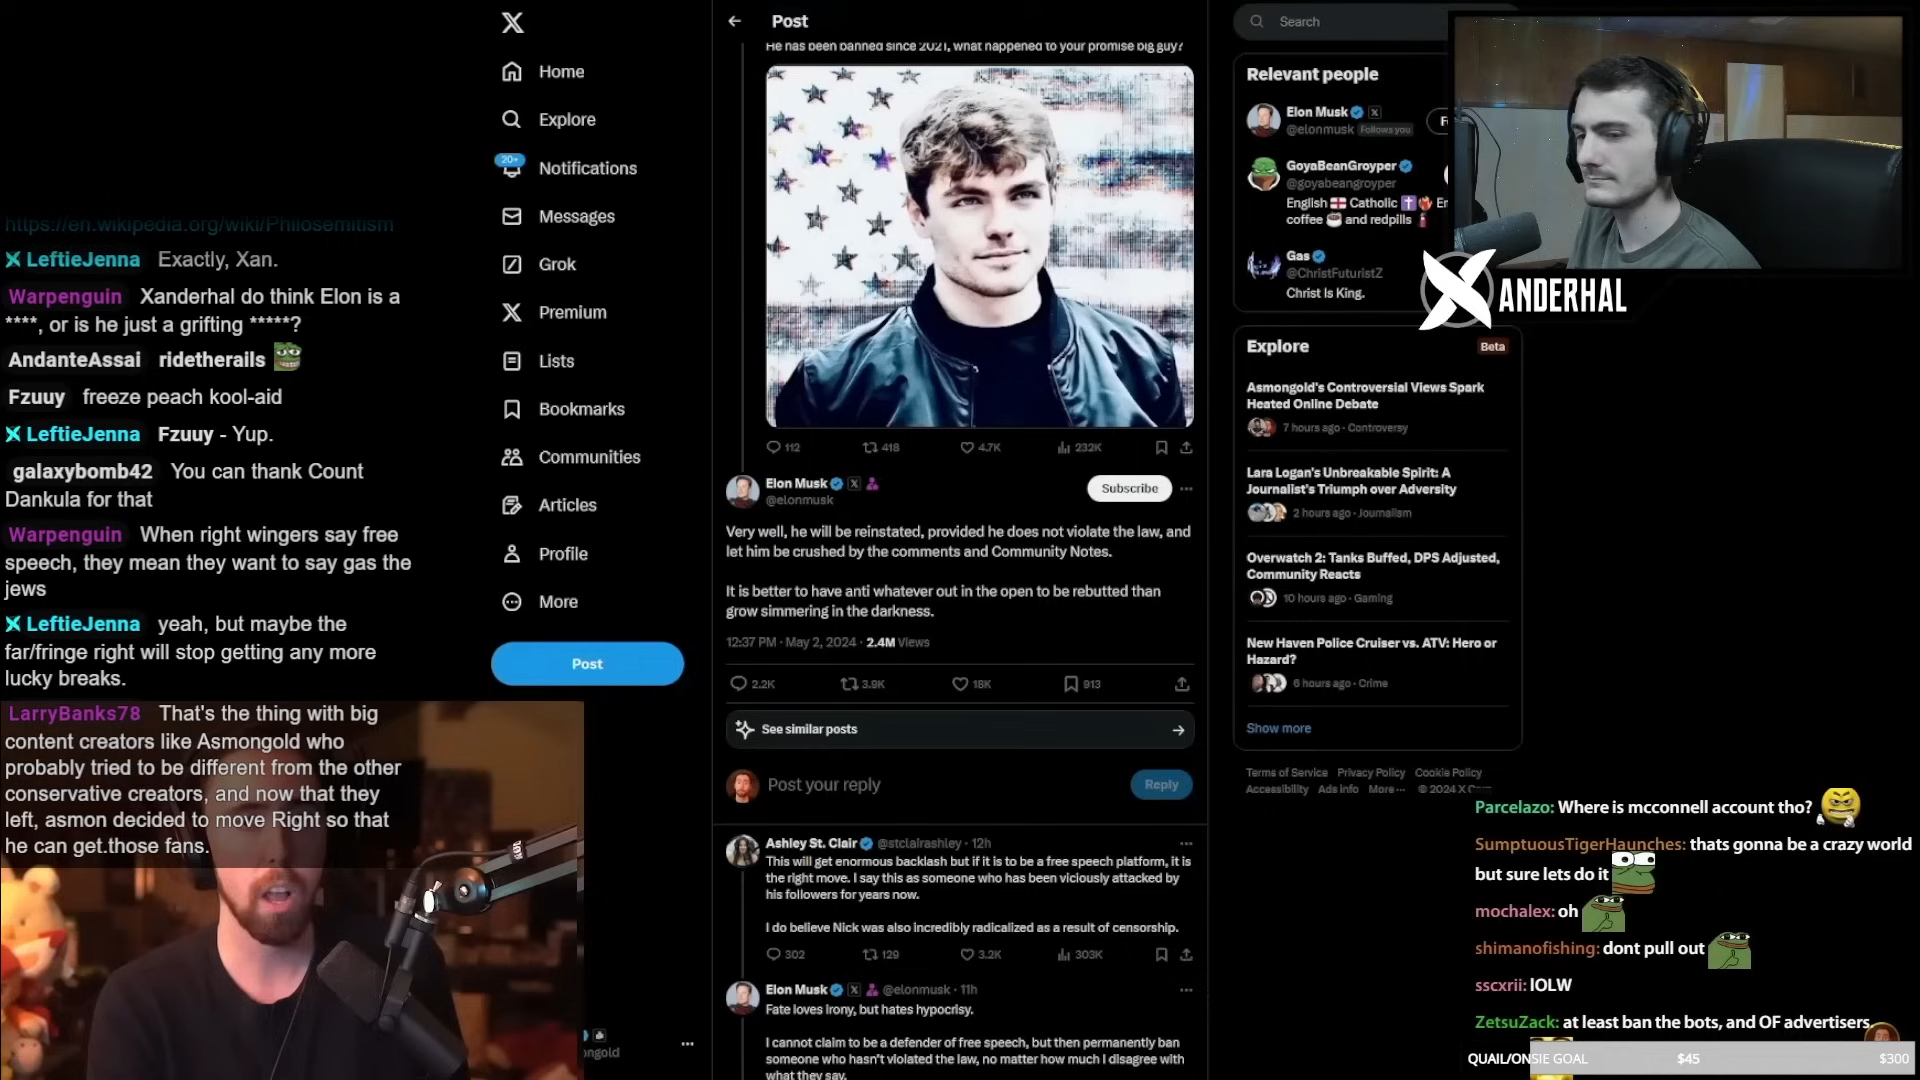 https://en.wikipedia.org/wiki/Philosemitism
LeftieJenna Exactly, Xan.
Warpenguin Xanderhal do think Elon is a
****, or is he just a grifting *****?
AndanteAssai ridetherails
Fzuuy freeze peach kool-aid
LeftieJenna Fzuuy - Yup.
galaxybomb42 You can thank Count
Dankula for that
Warpenguin When right wingers say free
speech, they mean they want to say gas the
jews
LeftieJenna yeah, but maybe the
far/fringe right will stop getting any more
lucky breaks.
LarryBanks78 That's the thing with big
content creators like Asmongold who
probably tried to be different from the other
conservative creators, and now that they
left, asmon decided to move Right so that
he can get.those fans.
Home
Explore
20+
Notifications
Messages
Grok
Premium
Lists
Bookmarks
Communities
Articles
Profile
More
Post
ongold
Post
He has been banned since 2021, what happened to your promise big guy?
112 418 4.7K 232K
Elon Musk
@elonmusk
Subscribe
Very well, he will be reinstated, provided he does not violate the law, and
let him be crushed by the comments and Community Notes.
It is better to have anti whatever out in the open to be rebutted than
grow simmering in the darkness.
12:37 PM · May 2, 2024 · 2.4M Views
2.2K 3.9K 18K 913
See similar posts
Post your reply
Reply
Ashley St. Clair @stclairashley · 12h
This will get enormous backlash but if it is to be a free speech platform, it is
the right move. I say this as someone who has been viciously attacked by
his followers for years now.
I do believe Nick was also incredibly radicalized as a result of censorship.
302 129 3.2K 303K
Elon Musk @elonmusk · 11h
Fate loves irony, but hates hypocrisy.
I cannot claim to be a defender of free speech, but then permanently ban
someone who hasn't violated the law, no matter how much I disagree with
what they say.
Search
Relevant people
Elon Musk
@elonmusk Follows you
GoyaBeanGroyper
@goyabeangroyper
English Catholic
coffee and redpills
Gas
@ChristFuturistZ
Christ Is King.
ANDERHAL
Explore
Beta
Asmongold's Controversial Views Spark
Heated Online Debate
7 hours ago · Controversy
Lara Logan's Unbreakable Spirit: A
Journalist's Triumph over Adversity
2 hours ago · Journalism
Overwatch 2: Tanks Buffed, DPS Adjusted,
Community Reacts
10 hours ago · Gaming
New Haven Police Cruiser vs. ATV: Hero or
Hazard?
6 hours ago · Crime
Show more
Terms of Service Privacy Policy Cookie Policy
Accessibility Ads info More ··· © 2024 X
Parcelazo: Where is mcconnell account tho?
SumptuousTigerHaunches: thats gonna be a crazy world
but sure lets do it
mochalex: oh
shimanofishing: dont pull out
sscxrii: lOLW
ZetsuZack: at least ban the bots, and OF advertisers
QUAIL/ONSIE GOAL $45 $300